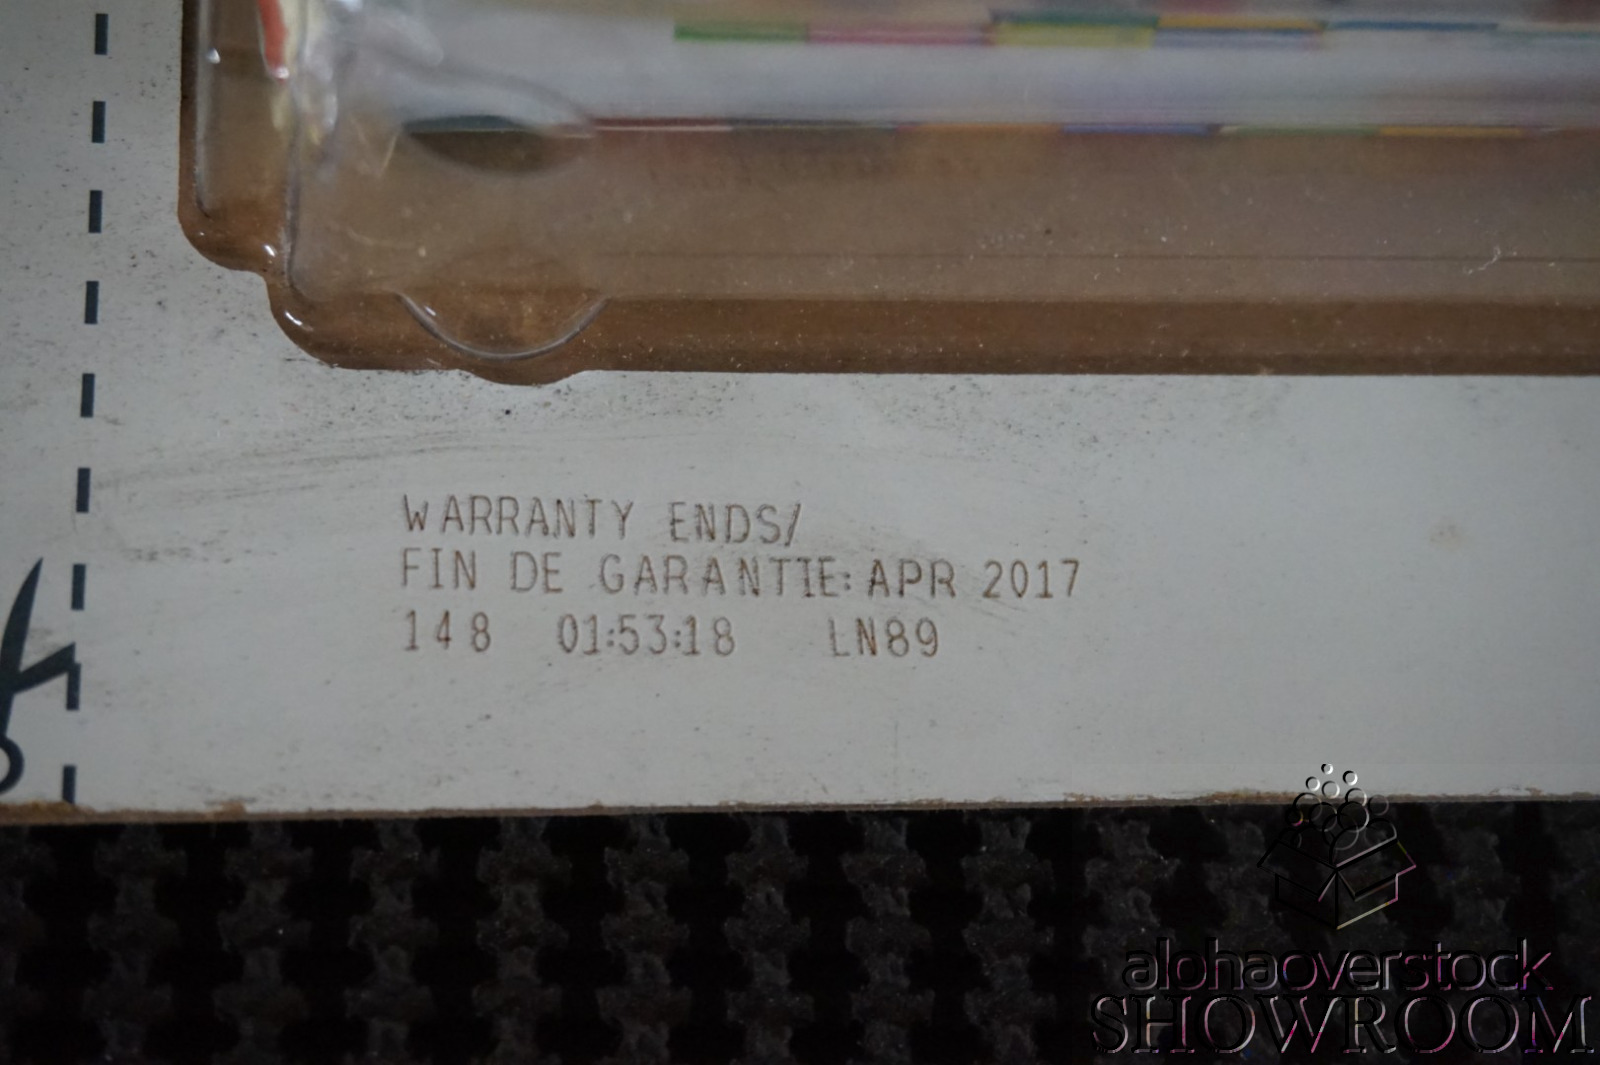 WARRANTY ENDS/
FIN DE GARANTIE: APR 2017
148 01:53:18 LN89
alohaoverstock
SHOWROOM